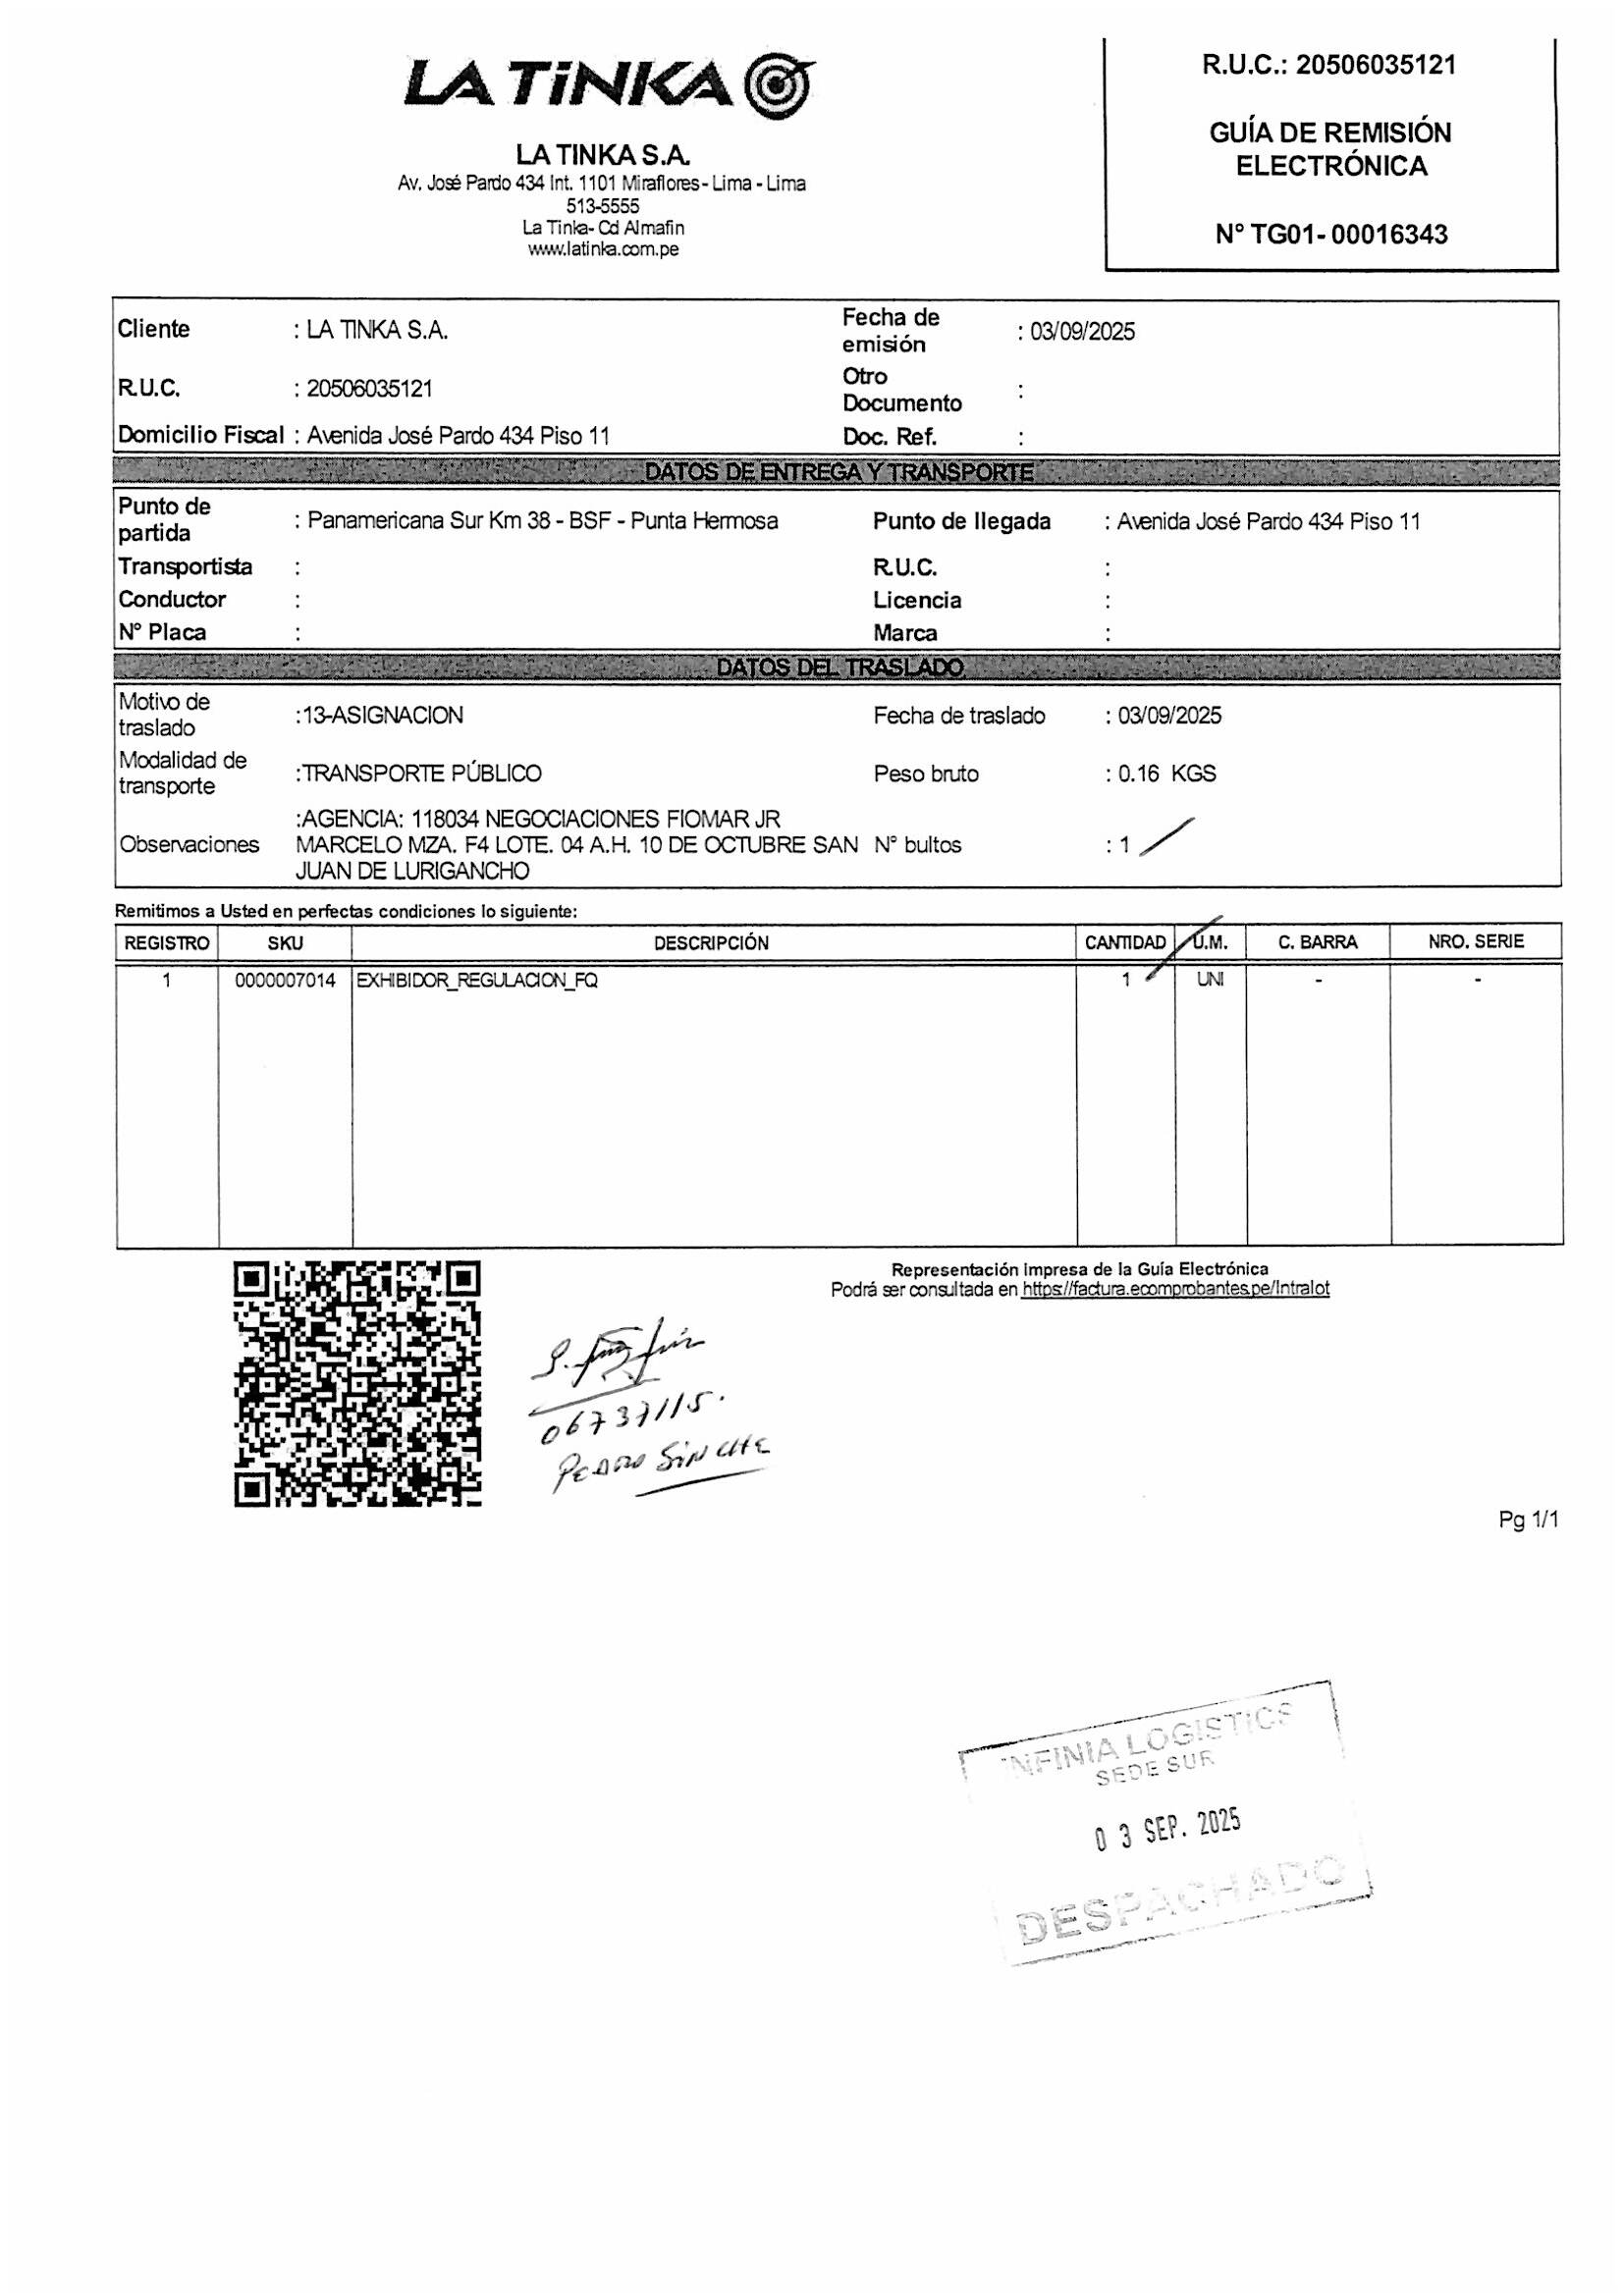 LA TiNKA
LA TINKA S.A.
Av. José Pardo 434 Int. 1101 Miraflores- Lima - Lima
513-5555
La Tinka- Cd Almafin
www.latinka.com.pe
R.U.C.: 20506035121
GUÍA DE REMISIÓN
ELECTRÓNICA
N° TG01- 00016343
Cliente : LA TINKA S.A.
Fecha de emisión : 03/09/2025
R.U.C. : 20506035121
Otro Documento :
Domicilio Fiscal : Avenida José Pardo 434 Piso 11
Doc. Ref. :
DATOS DE ENTREGA Y TRANSPORTE
Punto de partida : Panamericana Sur Km 38 - BSF - Punta Hermosa
Punto de llegada : Avenida José Pardo 434 Piso 11
Transportista : R.U.C. :
Conductor : Licencia :
N° Placa : Marca :
DATOS DEL TRASLADO
Motivo de traslado :13-ASIGNACION
Fecha de traslado : 03/09/2025
Modalidad de transporte :TRANSPORTE PÚBLICO
Peso bruto : 0.16 KGS
Observaciones :AGENCIA: 118034 NEGOCIACIONES FIOMAR JR
MARCELO MZA. F4 LOTE. 04 A.H. 10 DE OCTUBRE SAN
JUAN DE LURIGANCHO
N° bultos : 1
Remitimos a Usted en perfectas condiciones lo siguiente:
REGISTRO SKU DESCRIPCIÓN CANTIDAD U.M. C. BARRA NRO. SERIE
1 0000007014 EXHIBIDOR_REGULACION_FQ 1 UNI - -
Representación Impresa de la Guía Electrónica
Podrá ser consultada en https://factura.ecomprobantes.pe/Intralot
06737115.
PEDRO SINCHE
Pg 1/1
INFINIA LOGISTICS
SEDE SUR
03 SEP. 2025
DESPACHADO